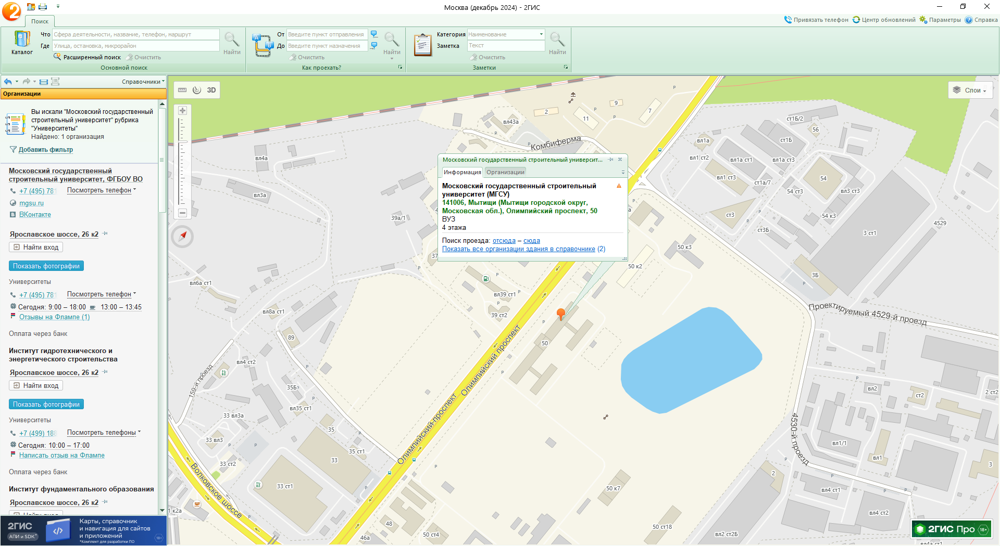 Москва (декабрь 2024) - 2ГИС
Поиск
Привязать телефон
Центр обновлений
Параметры
Справка
Каталог
Что
Сфера деятельности, название, телефон, маршрут
Где
Улица, остановка, микрорайон
Найти
Расширенный поиск
Очистить
Основной поиск
От
Введите пункт отправления
До
Введите пункт назначения
Найти
Очистить
Как проехать?
Категория
Наименование
Заметка
Текст
Найти
Очистить
Заметки
Справочники
Организации
Вы искали "Московский государственный
строительный университет" рубрика
"Университеты"
Найдено: 1 организация
Добавить фильтр
Московский государственный
строительный университет, ФГБОУ ВО
+7 (495) 781
Посмотреть телефон
mgsu.ru
ВКонтакте
Ярославское шоссе, 26 к2
Найти вход
Показать фотографии
Университеты
+7 (495) 781
Посмотреть телефон
Сегодня: 9:00 – 18:00
13:00 – 13:45
Отзывы на Флампе (1)
Оплата через банк
Институт гидротехнического и
энергетического строительства
Ярославское шоссе, 26 к2
Найти вход
Показать фотографии
Университеты
+7 (499) 188
Посмотреть телефоны
Сегодня: 10:00 – 17:00
Написать отзыв на Флампе
Оплата через банк
Институт фундаментального образования
Ярославское шоссе, 26 к2
Найти вход
2ГИС
АПИ и SDK*
Карты, справочник
и навигация для сайтов
и приложений
*Комплект для разработки ПО
18+
3D
Слои
Московский государственный строительный университ...
Информация
Организации
Московский государственный строительный
университет (МГСУ)
141006, Мытищи (Мытищи городской округ,
Московская обл.), Олимпийский проспект, 50
ВУЗ
4 этажа
Поиск проезда: отсюда – сюда
Показать все организации здания в справочнике (2)
2
9
7
11
вл43а
Комбиферма
вл4а
вл3а
39а/1
37
ст1Б/2
56
вл1а
ст1Б
вл1 ст2
вл1а ст1
вл1а ст3
вл1 ст3
ст1а/7
54
54 ст3
вл3 ст3
ст3
54 к3
ст3Б
3 ст1
4529
а
50 к3
50 к2
3Б
вл6а ст1
вл39 ст1
39 ст2
вл8а ст1
89
вл4 ст2
159-й проезд
35Б
вл35 ст1
33 вл3а
35
33 вл3
35 ст1
33
33 ст2
33 ст1
Волковское шоссе
к2а
50
Олимпийский проспект
Олимпийский проспект
Проектируемый 4529-й проезд
4530-й проезд
вл2
ст2
2 ст2
вл1/1
вл1
3
2
вл4 ст1
вл4 ст2
вл2 ст2Б
вл4а ст1
50 к7
50 ст18
48
50 ст4
46а
2ГИС Про
18+